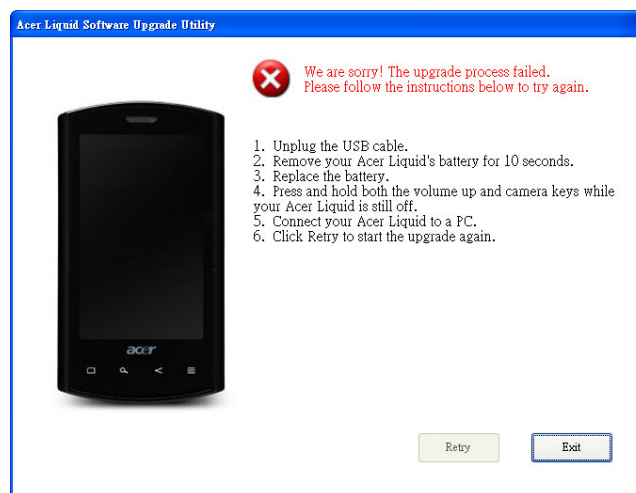 Acer Liquid Software Upgrade Utility
We are sorry! The upgrade process failed.
Please follow the instructions below to try again.
1. Unplug the USB cable.
2. Remove your Acer Liquid's battery for 10 seconds.
3. Replace the battery.
4. Press and hold both the volume up and camera keys while
your Acer Liquid is still off.
5. Connect your Acer Liquid to a PC.
6. Click Retry to start the upgrade again.
acer
Retry
Exit